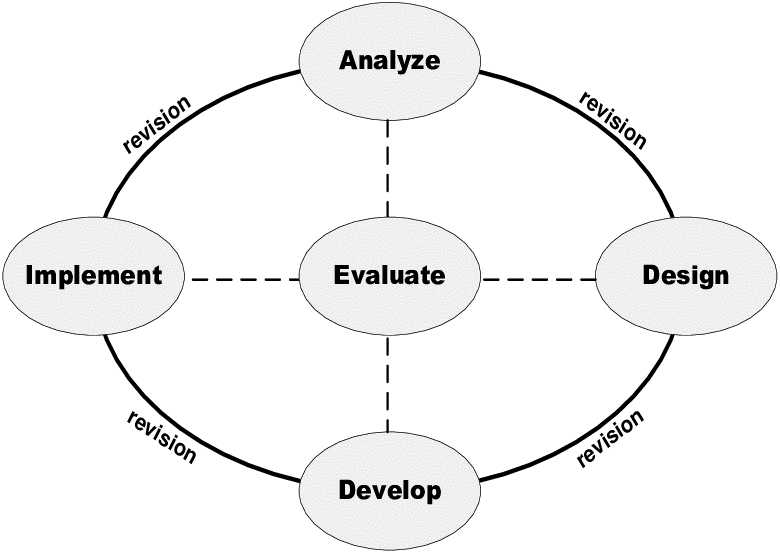 Analyze
revision
revision
Implement
Evaluate
Design
revision
revision
Develop